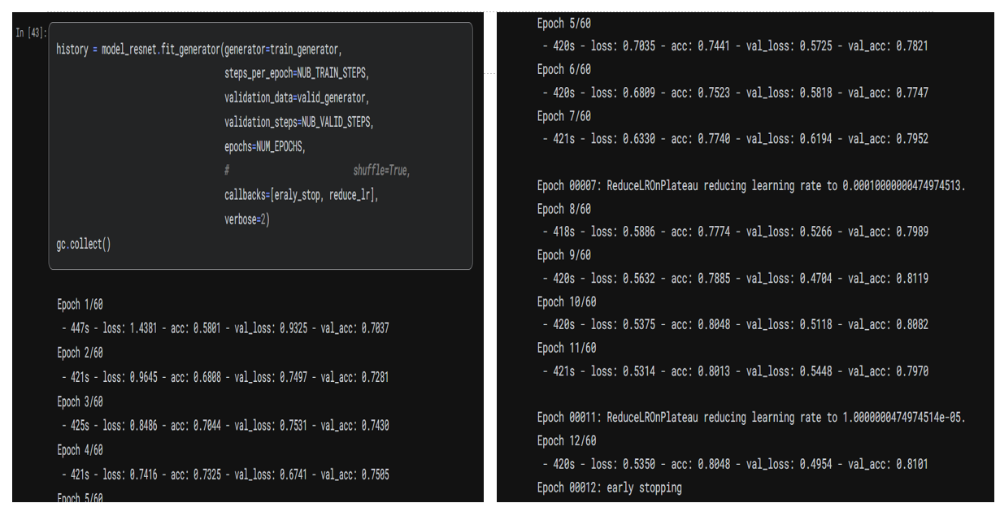 In [43]:
history = model_resnet.fit_generator(generator=train_generator,
steps_per_epoch=NUB_TRAIN_STEPS,
validation_data=valid_generator,
validation_steps=NUB_VALID_STEPS,
epochs=NUM_EPOCHS,
# shuffle=True,
callbacks=[eraly_stop, reduce_lr],
verbose=2)
gc.collect()
Epoch 1/60
- 447s - loss: 1.4381 - acc: 0.5801 - val_loss: 0.9325 - val_acc: 0.7037
Epoch 2/60
- 421s - loss: 0.9645 - acc: 0.6808 - val_loss: 0.7497 - val_acc: 0.7281
Epoch 3/60
- 425s - loss: 0.8486 - acc: 0.7044 - val_loss: 0.7531 - val_acc: 0.7430
Epoch 4/60
- 421s - loss: 0.7416 - acc: 0.7325 - val_loss: 0.6741 - val_acc: 0.7505
Epoch 5/60
Epoch 5/60
- 420s - loss: 0.7035 - acc: 0.7441 - val_loss: 0.5725 - val_acc: 0.7821
Epoch 6/60
- 420s - loss: 0.6809 - acc: 0.7523 - val_loss: 0.5818 - val_acc: 0.7747
Epoch 7/60
- 421s - loss: 0.6330 - acc: 0.7740 - val_loss: 0.6194 - val_acc: 0.7952
Epoch 00007: ReduceLROnPlateau reducing learning rate to 0.00010000000474974513.
Epoch 8/60
- 418s - loss: 0.5886 - acc: 0.7774 - val_loss: 0.5266 - val_acc: 0.7989
Epoch 9/60
- 420s - loss: 0.5632 - acc: 0.7885 - val_loss: 0.4704 - val_acc: 0.8119
Epoch 10/60
- 420s - loss: 0.5375 - acc: 0.8048 - val_loss: 0.5118 - val_acc: 0.8082
Epoch 11/60
- 421s - loss: 0.5314 - acc: 0.8013 - val_loss: 0.5448 - val_acc: 0.7970
Epoch 00011: ReduceLROnPlateau reducing learning rate to 1.0000000474974514e-05.
Epoch 12/60
- 420s - loss: 0.5350 - acc: 0.8048 - val_loss: 0.4954 - val_acc: 0.8101
Epoch 00012: early stopping